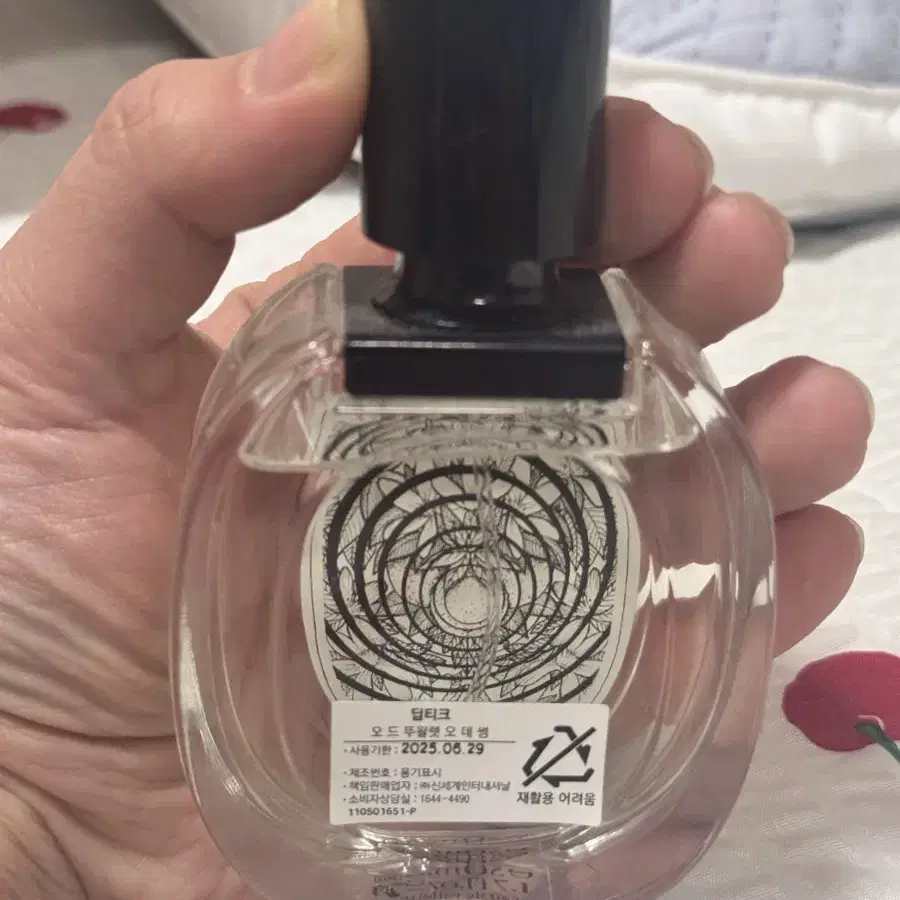 딥티크
오 드 뚜왈렛 오 데 썽
· 사용기한 : 2025.06.29
· 제조번호 : 용기표시
· 책임판매업자 : ㈜신세계인터내셔날
· 소비자상담실 : 1644-4490
110501651-P
재활용 어려움